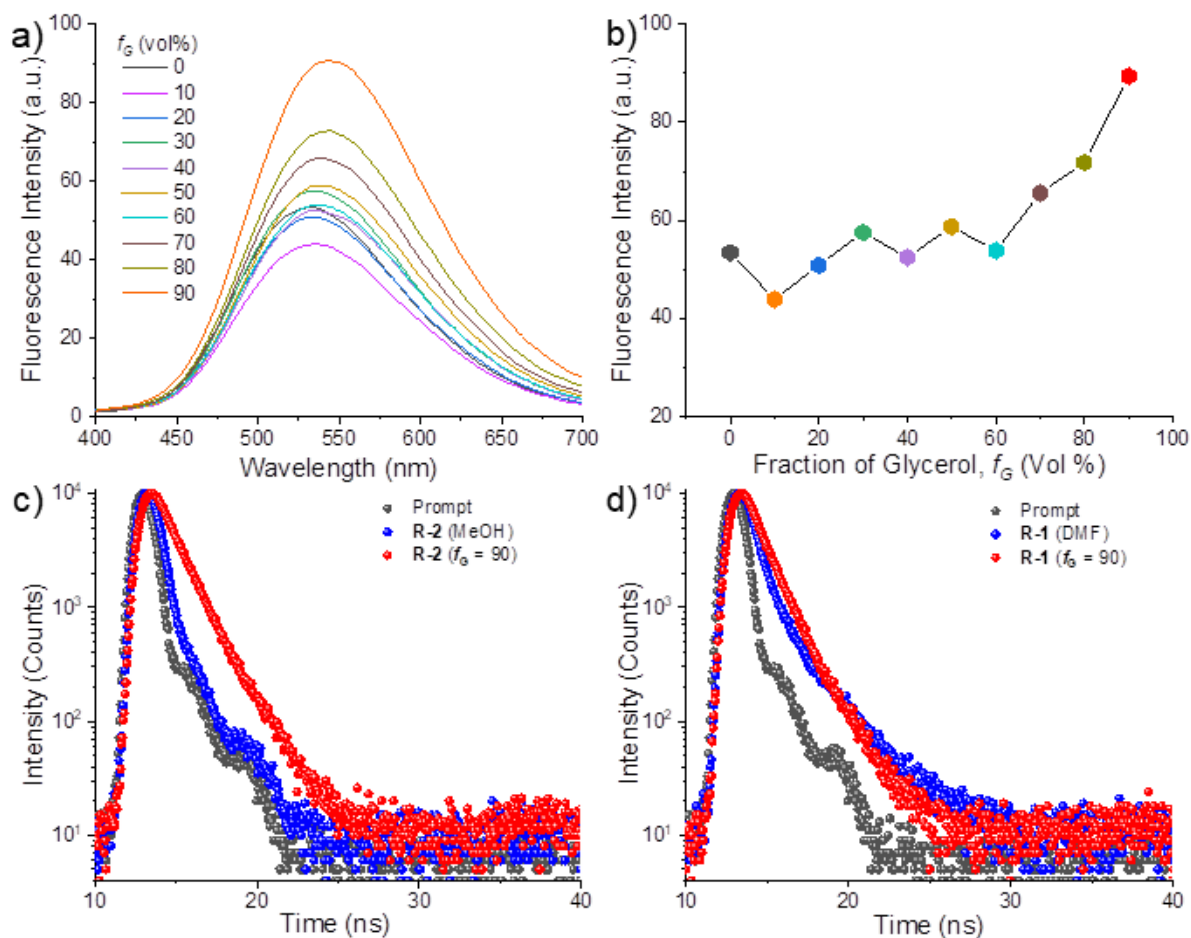 a)
f_G (vol%)
0
10
20
30
40
50
60
70
80
90
100
80
60
40
20
0
Fluorescence Intensity (a.u.)
400 450 500 550 600 650 700
Wavelength (nm)
b)
100
80
60
40
20
Fluorescence Intensity (a.u.)
0 20 40 60 80 100
Fraction of Glycerol, f_G (Vol %)
c)
Prompt
R-2 (MeOH)
R-2 (f_G = 90)
10^4
10^3
10^2
10^1
Intensity (Counts)
10 20 30 40
Time (ns)
d)
Prompt
R-1 (DMF)
R-1 (f_G = 90)
10^4
10^3
10^2
10^1
Intensity (Counts)
10 20 30 40
Time (ns)